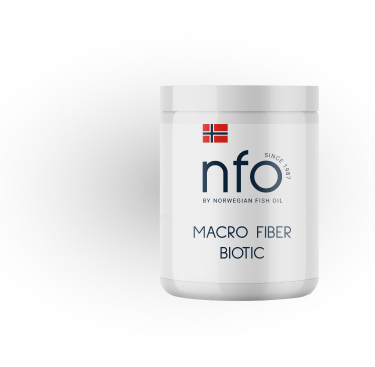 nfo
SINCE 1987
BY NORWEGIAN FISH OIL
MACRO FIBER
BIOTIC